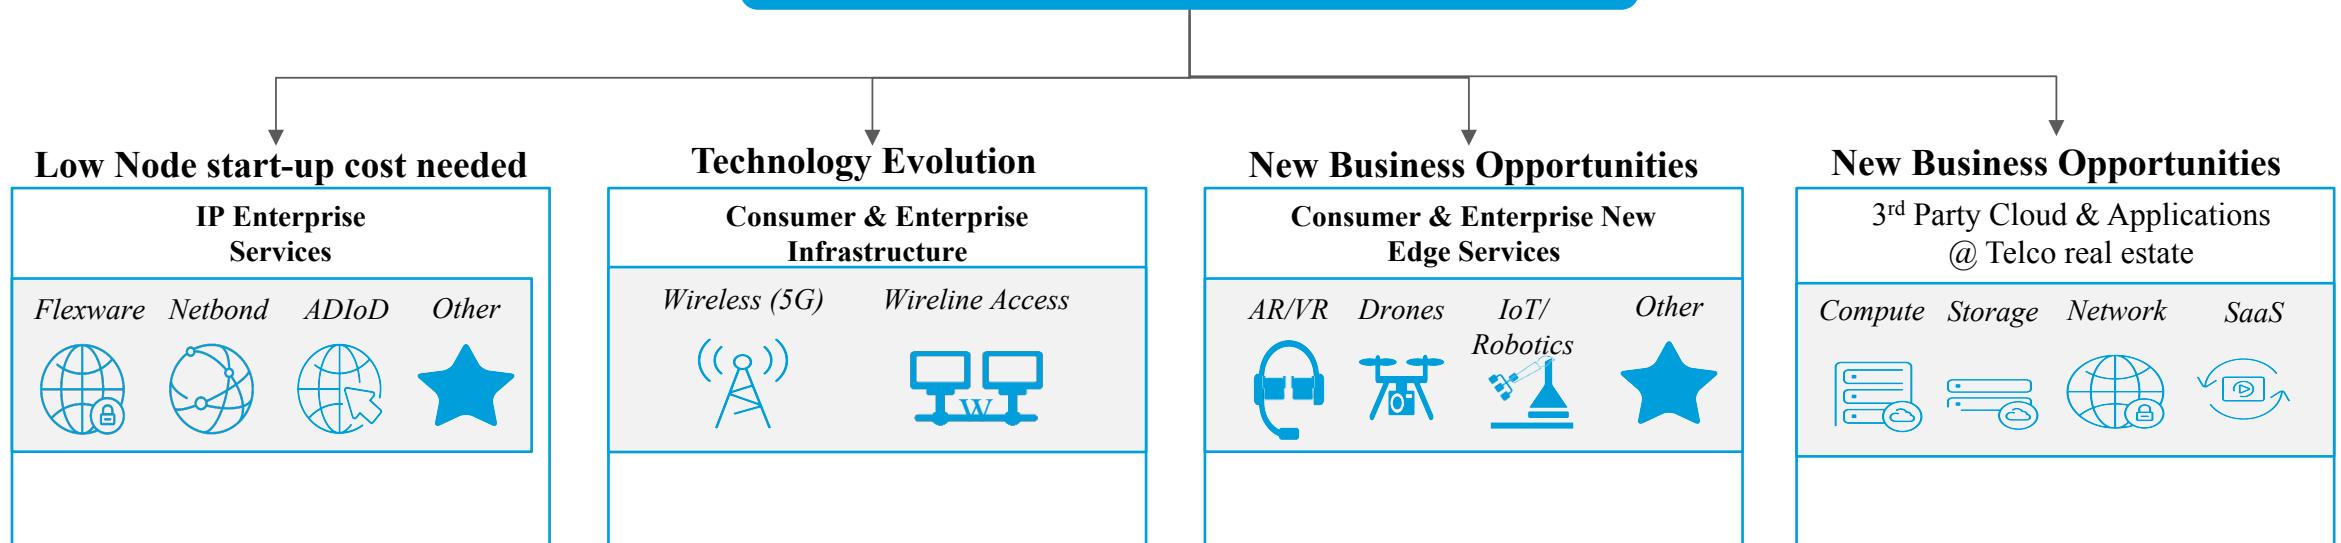 Low Node start-up cost needed
IP Enterprise
Services
Flexware Netbond ADIoD Other
Technology Evolution
Consumer & Enterprise
Infrastructure
Wireless (5G) Wireline Access
W
New Business Opportunities
Consumer & Enterprise New
Edge Services
AR/VR Drones IoT/ Other
Robotics
New Business Opportunities
3rd Party Cloud & Applications
@ Telco real estate
Compute Storage Network SaaS